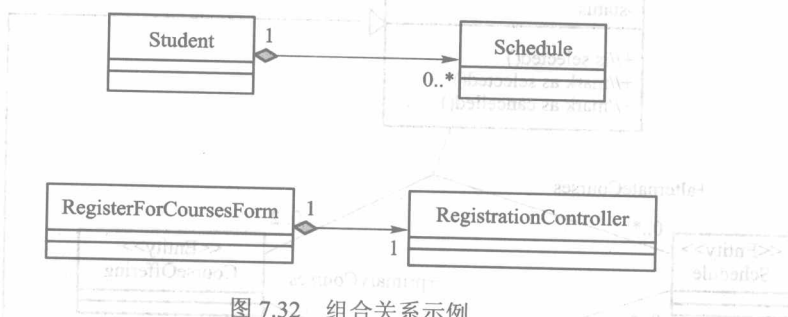 Student
1
Schedule
0..*
RegisterForCoursesForm
1
RegistrationController
1
图 7.32 组合关系示例